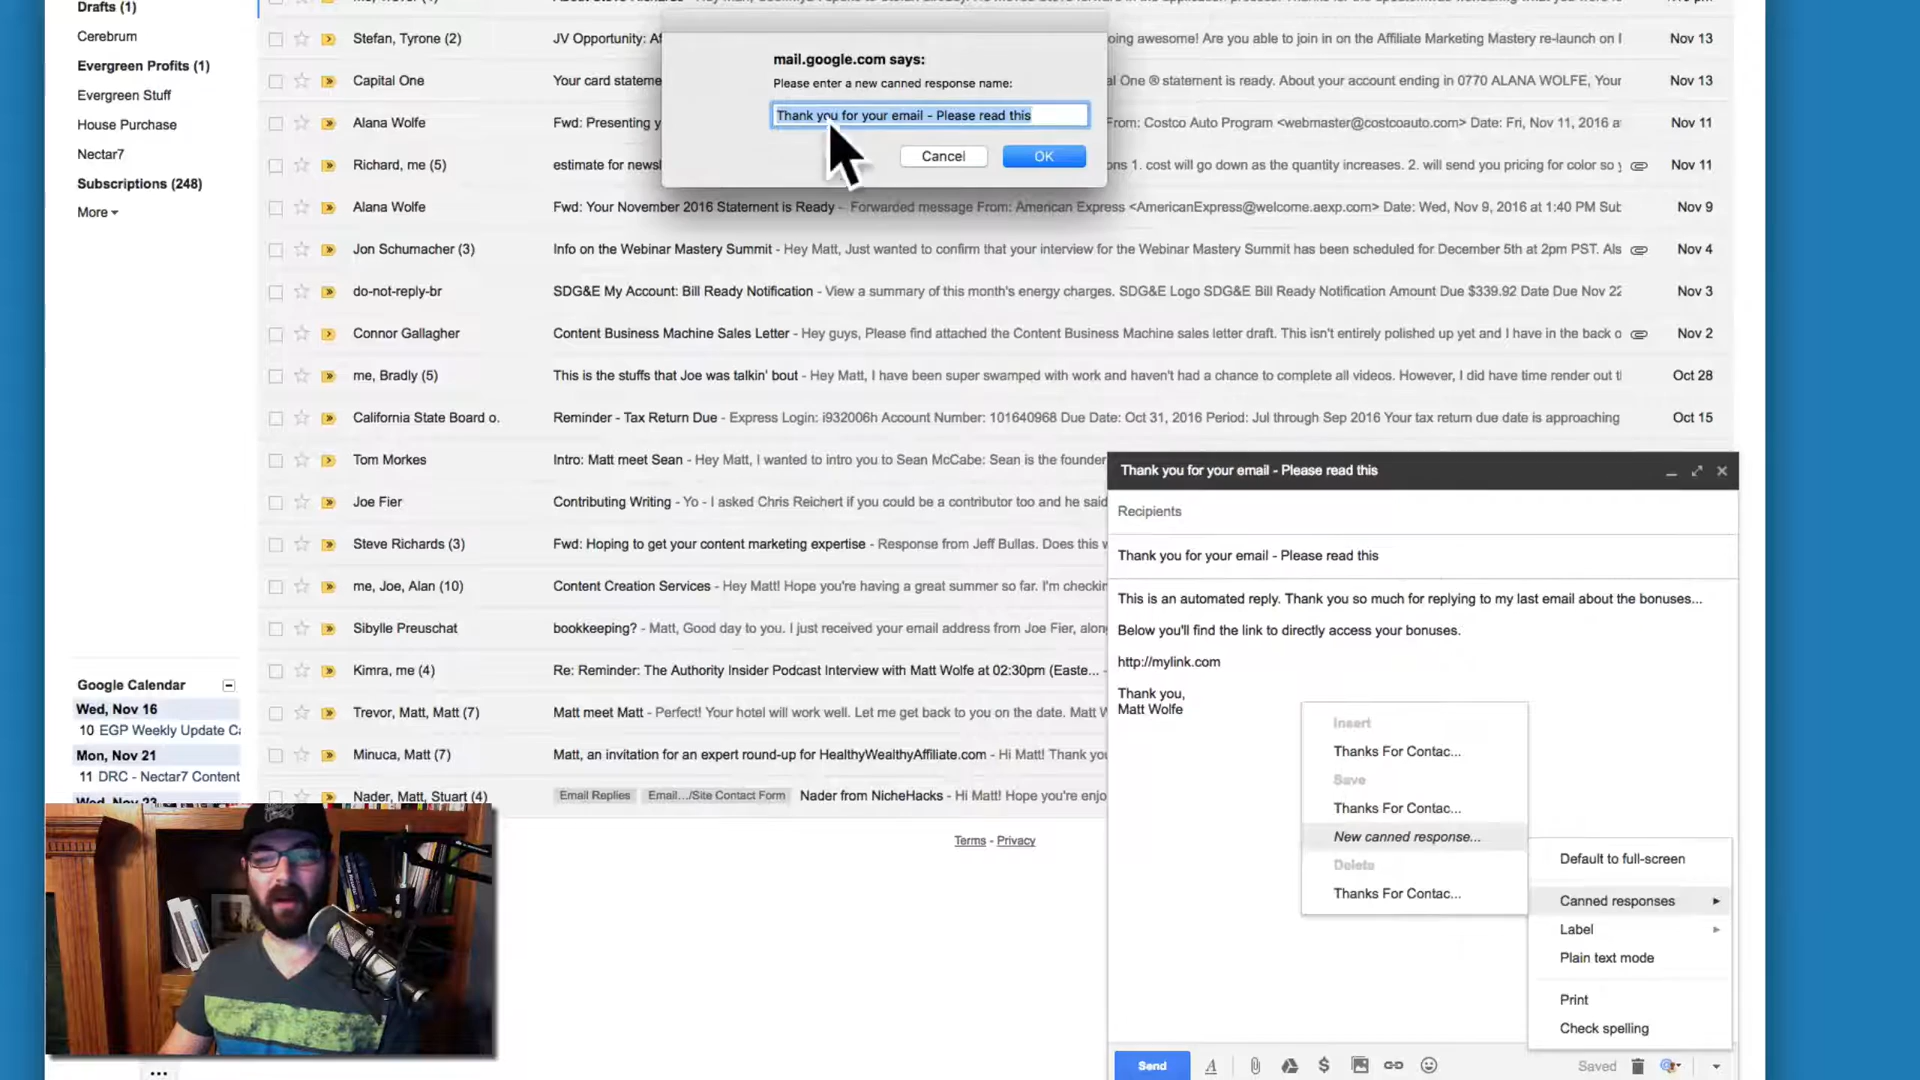 Drafts (1)
Cerebrum
Evergreen Profits (1)
Evergreen Stuff
House Purchase
Nectar7
Subscriptions (248)
More
Google Calendar
Wed, Nov 16
10 EGP Weekly Update Ca
Mon, Nov 21
11 DRC - Nectar7 Content
Wed, Nov 23
Stefan, Tyrone (2) JV Opportunity: Af oing awesome! Are you able to join in on the Affiliate Marketing Mastery re-launch on Nov 13
Capital One Your card stateme tal One ® statement is ready. About your account ending in 0770 ALANA WOLFE, Your Nov 13
Alana Wolfe Fwd: Presenting y From: Costco Auto Program <webmaster@costcoauto.com> Date: Fri, Nov 11, 2016 a Nov 11
Richard, me (5) estimate for newsl ons 1. cost will go down as the quantity increases. 2. will send you pricing for color so y Nov 11
Alana Wolfe Fwd: Your November 2016 Statement is Ready - Forwarded message From: American Express <AmericanExpress@welcome.aexp.com> Date: Wed, Nov 9, 2016 at 1:40 PM Sub Nov 9
Jon Schumacher (3) Info on the Webinar Mastery Summit - Hey Matt, Just wanted to confirm that your interview for the Webinar Mastery Summit has been scheduled for December 5th at 2pm PST. Als Nov 4
do-not-reply-br SDG&E My Account: Bill Ready Notification - View a summary of this month's energy charges. SDG&E Logo SDG&E Bill Ready Notification Amount Due $339.92 Date Due Nov 22 Nov 3
Connor Gallagher Content Business Machine Sales Letter - Hey guys, Please find attached the Content Business Machine sales letter draft. This isn't entirely polished up yet and I have in the back o Nov 2
me, Bradly (5) This is the stuffs that Joe was talkin' bout - Hey Matt, I have been super swamped with work and haven't had a chance to complete all videos. However, I did have time render out t Oct 28
California State Board o. Reminder - Tax Return Due - Express Login: i932006h Account Number: 101640968 Due Date: Oct 31, 2016 Period: Jul through Sep 2016 Your tax return due date is approaching Oct 15
Tom Morkes Intro: Matt meet Sean - Hey Matt, I wanted to intro you to Sean McCabe: Sean is the founder
Joe Fier Contributing Writing - Yo - I asked Chris Reichert if you could be a contributor too and he said
Steve Richards (3) Fwd: Hoping to get your content marketing expertise - Response from Jeff Bullas. Does this w
me, Joe, Alan (10) Content Creation Services - Hey Matt! Hope you're having a great summer so far. I'm checkin
Sibylle Preuschat bookkeeping? - Matt, Good day to you. I just received your email address from Joe Fier, along
Kimra, me (4) Re: Reminder: The Authority Insider Podcast Interview with Matt Wolfe at 02:30pm (Easte... -
Trevor, Matt, Matt (7) Matt meet Matt - Perfect! Your hotel will work well. Let me get back to you on the date. Matt W
Minuca, Matt (7) Matt, an invitation for an expert round-up for HealthyWealthyAffiliate.com - Hi Matt! Thank you
Nader, Matt, Stuart (4) Email Replies Email.../Site Contact Form Nader from NicheHacks - Hi Matt! Hope you're enjoy
Terms - Privacy
mail.google.com says:
Please enter a new canned response name:
Thank you for your email - Please read this
Cancel OK
Thank you for your email - Please read this
Recipients
Thank you for your email - Please read this
This is an automated reply. Thank you so much for replying to my last email about the bonuses...
Below you'll find the link to directly access your bonuses.
http://mylink.com
Thank you,
Matt Wolfe
Insert
Thanks For Contac...
Save
Thanks For Contac...
New canned response...
Delete
Thanks For Contac...
Default to full-screen
Canned responses
Label
Plain text mode
Print
Check spelling
Send Saved